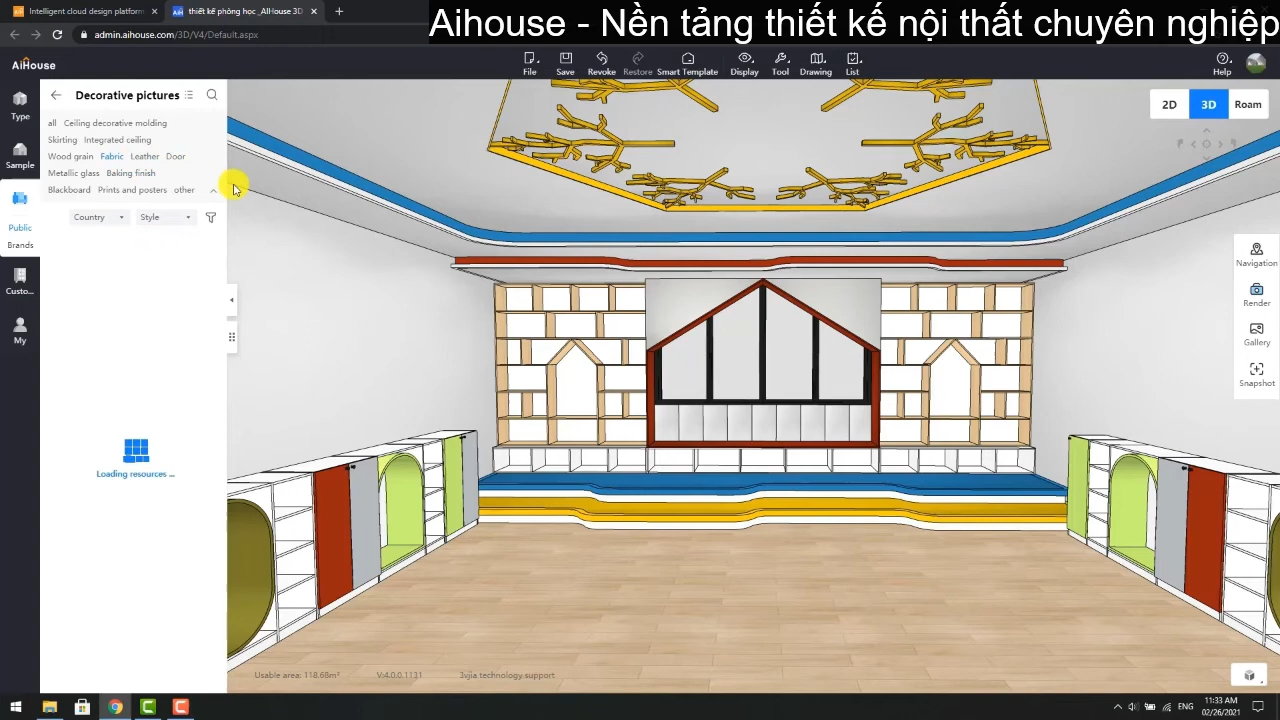 Intelligent cloud design platform
thiết kế phòng học _AIHouse 3D
Aihouse - Nền tảng thiết kế nội thất chuyên nghiệp
admin.aihouse.com/3D/V4/Default.aspx
AiHouse
File
Save
Revoke
Restore
Smart Template
Display
Tool
Drawing
List
Help
Type
Sample
Public
Brands
Custo...
My
Decorative pictures
all Ceiling decorative molding
Skirting Integrated ceiling
Wood grain Fabric Leather Door
Metallic glass Baking finish
Blackboard Prints and posters other
Country Style
Loading resources ...
2D 3D Roam
Navigation
Render
Gallery
Snapshot
Usable area: 118.68m² V:4.0.0.1131 3vjia technology support
ENG
11:33 AM
02/26/2021